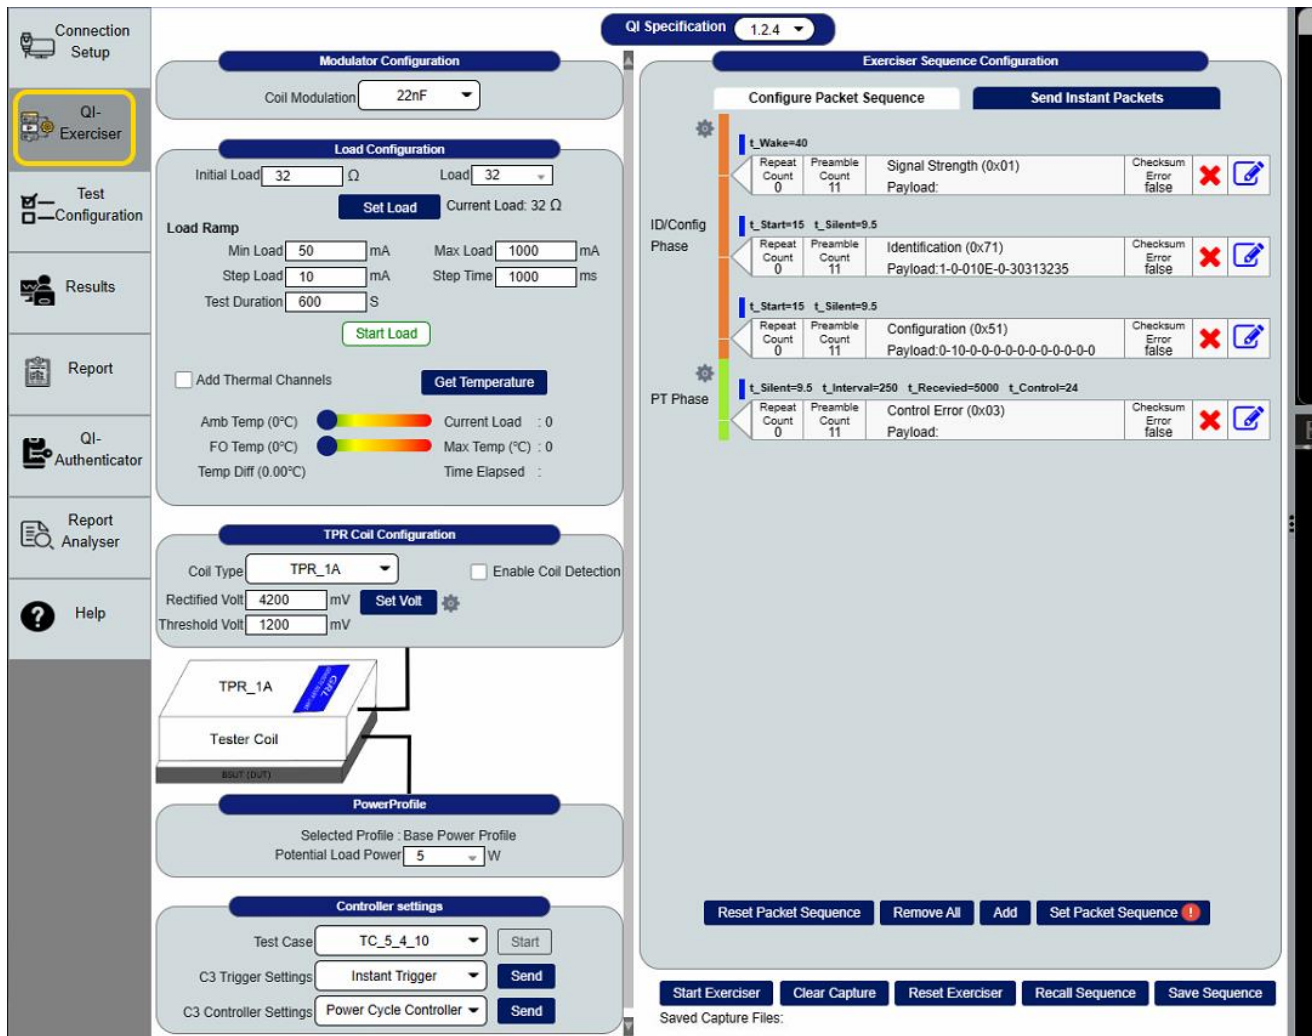 QI Specification 1.2.4
Connection
Setup
QI-
Exerciser
Test
Configuration
Results
Report
QI-
Authenticator
Report
Analyser
Help
Modulator Configuration
Coil Modulation 22nF
Load Configuration
Initial Load 32 Ω Load 32
Set Load Current Load: 32 Ω
Load Ramp
Min Load 50 mA Max Load 1000 mA
Step Load 10 mA Step Time 1000 ms
Test Duration 600 S
Start Load
Add Thermal Channels Get Temperature
Amb Temp (0°C) Current Load : 0
FO Temp (0°C) Max Temp (°C) : 0
Temp Diff (0.00°C) Time Elapsed :
TPR Coil Configuration
Coil Type TPR_1A Enable Coil Detection
Rectified Volt 4200 mV Set Volt
Threshold Volt 1200 mV
TPR_1A
GRL
Tester Coil
BSUT (DUT)
PowerProfile
Selected Profile : Base Power Profile
Potential Load Power 5 W
Controller settings
Test Case TC_5_4_10 Start
C3 Trigger Settings Instant Trigger Send
C3 Controller Settings Power Cycle Controller Send
Exerciser Sequence Configuration
Configure Packet Sequence Send Instant Packets
ID/Config
Phase
t_Wake=40
Repeat Count 0 Preamble Count 11 Signal Strength (0x01) Checksum Error false
Payload:
t_Start=15 t_Silent=9.5
Repeat Count 0 Preamble Count 11 Identification (0x71) Checksum Error false
Payload:1-0-010E-0-30313235
t_Start=15 t_Silent=9.5
Repeat Count 0 Preamble Count 11 Configuration (0x51) Checksum Error false
Payload:0-10-0-0-0-0-0-0-0-0-0-0-0
PT Phase
t_Silent=9.5 t_Interval=250 t_Recevied=5000 t_Control=24
Repeat Count 0 Preamble Count 11 Control Error (0x03) Checksum Error false
Payload:
Reset Packet Sequence Remove All Add Set Packet Sequence !
Start Exerciser Clear Capture Reset Exerciser Recall Sequence Save Sequence
Saved Capture Files: